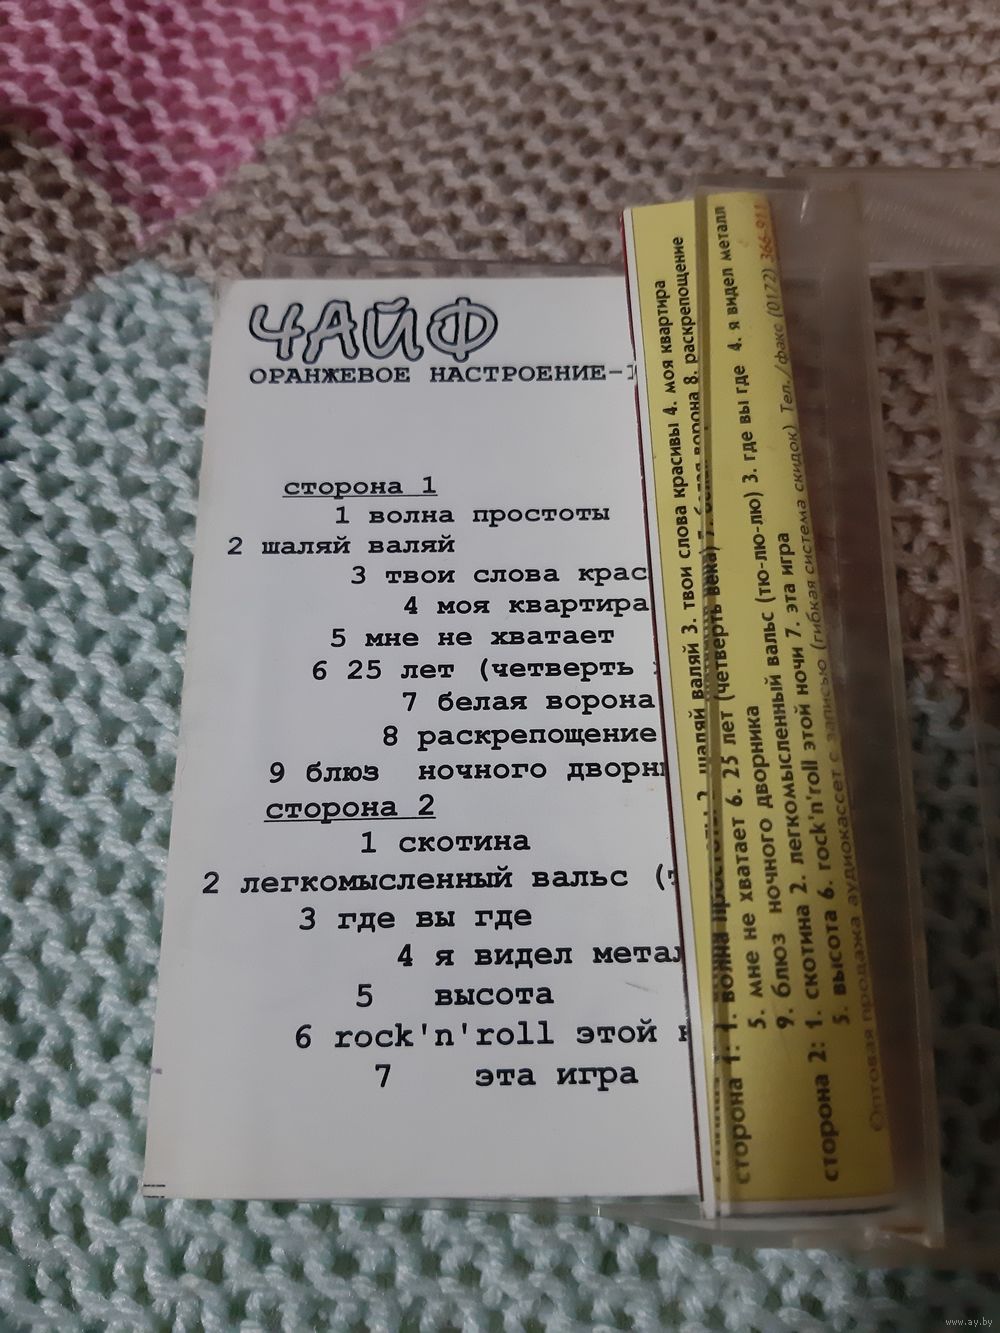 ЧАЙФ
ОРАНЖЕВОЕ НАСТРОЕНИЕ-
сторона 1
1 волна простоты
2 шаляй валяй
3 твои слова крас
4 моя квартира
5 мне не хватает
6 25 лет (четверть
7 белая ворона
8 раскрепощение
9 блюз ночного дворн
сторона 2
1 скотина
2 легкомысленный вальс (
3 где вы где
4 я видел метал
5 высота
6 rock'n'roll этой н
7 эта игра
сторона 1: 1. волна простоты 2. шаляй валяй 3. твои слова красивы 4. моя квартира
5. мне не хватает 6. 25 лет (четверть века) 7. белая ворона 8. раскрепощение
9. блюз ночного дворника
сторона 2: 1. скотина 2. легкомысленный вальс (тю-лю-лю) 3. где вы где 4. я видел металл
5. высота 6. rock'n'roll этой ночи 7. эта игра
Оптовая продажа аудиокассет с записью (гибкая система скидок) Тел./факс (0172) 366-911
www.ay.by